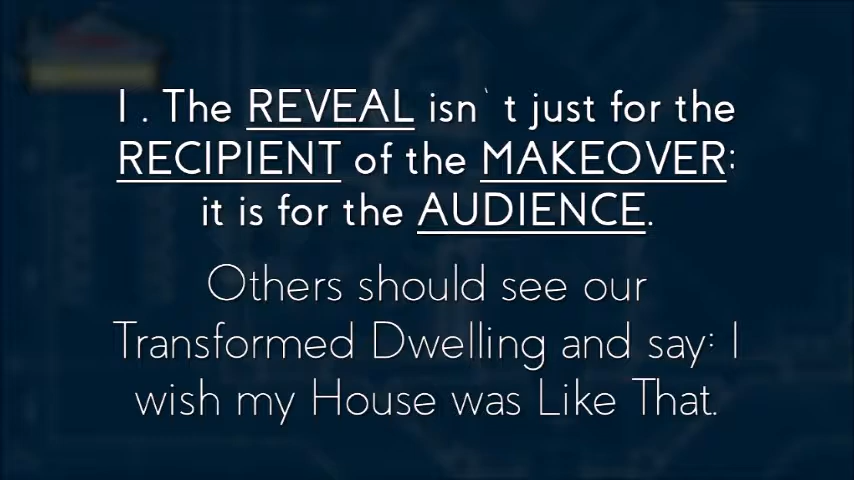 1. The REVEAL isn`t just for the
RECIPIENT of the MAKEOVER:
it is for the AUDIENCE.
Others should see our
Transformed Dwelling and say: I
wish my House was Like That.